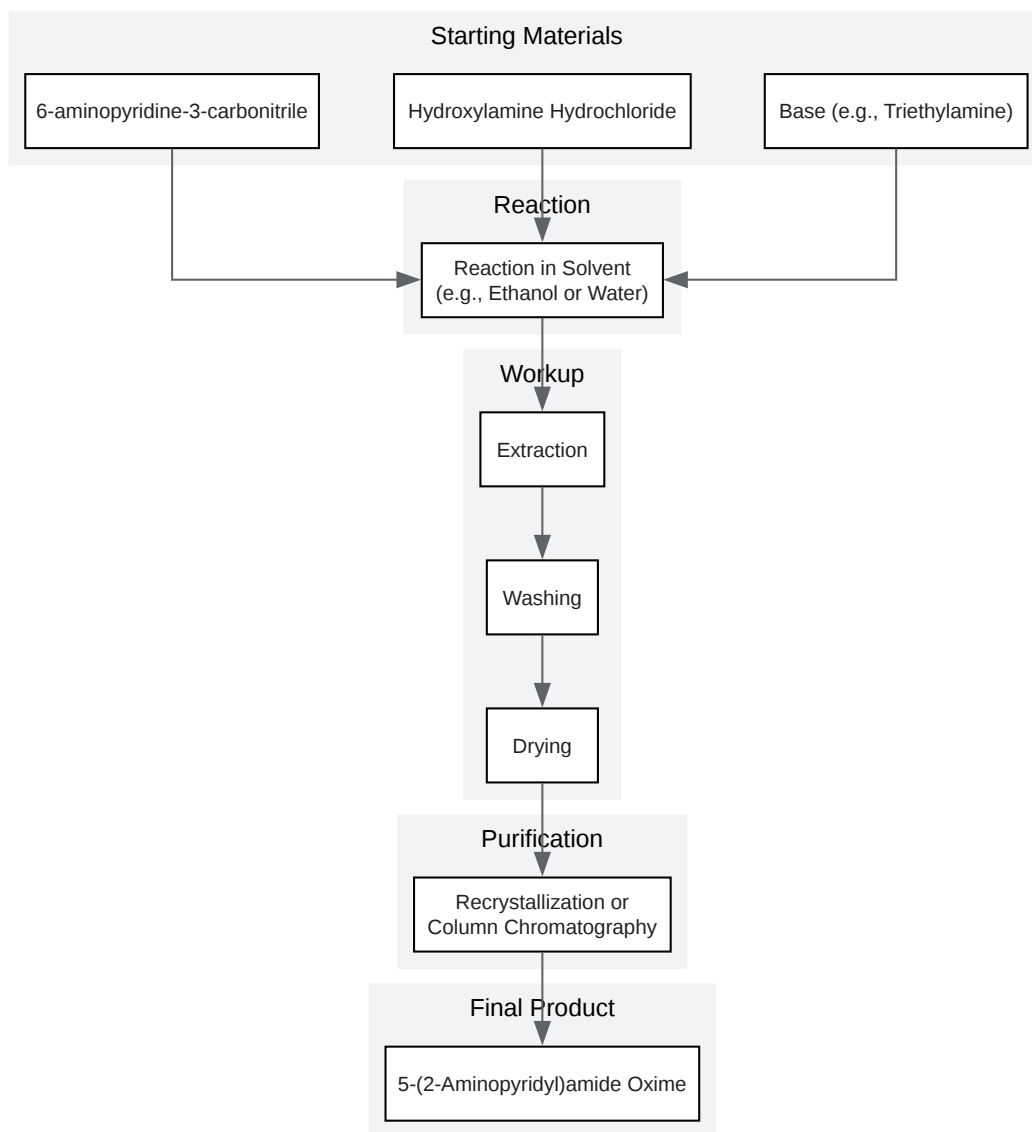 Starting Materials
6-aminopyridine-3-carbonitrile
Hydroxylamine Hydrochloride
Base (e.g., Triethylamine)
Reaction
Reaction in Solvent
(e.g., Ethanol or Water)
Workup
Extraction
Washing
Drying
Purification
Recrystallization or
Column Chromatography
Final Product
5-(2-Aminopyridyl)amide Oxime